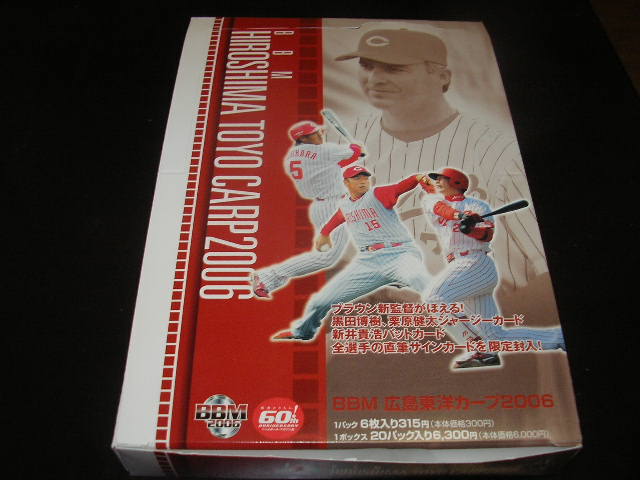 BBM
HIROSHIMA TOYO CARP 2006
5
HIROSHIMA
15
ブラウン新監督がほえる!
黒田博樹、栗原健太ジャージーカード
新井貴浩バットカード
全選手の直筆サインカードを限定封入!
BBM 広島東洋カープ2006
1パック 6枚入り315円(本体価格300円)
1ボックス 20パック入り6,300円(本体価格6,000円)
BBM
2006
60th
ANNIVERSARY